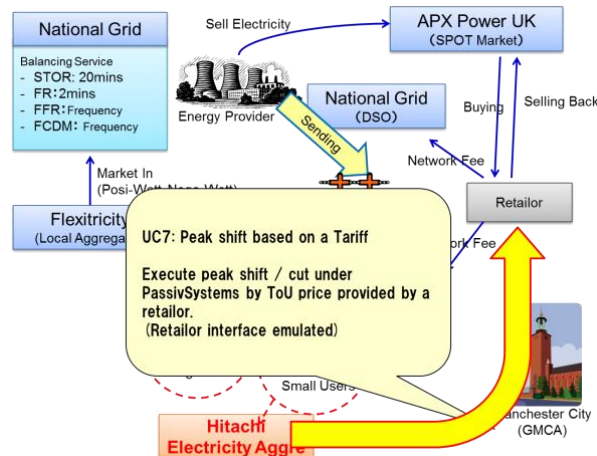 National Grid
Balancing Service
- STOR: 20mins
- FR:2mins
- FFR:Frequency
- FCDM: Frequency
Sell Electricity
APX Power UK
(SPOT Market)
Energy Provider
National Grid
(DSO)
Sending
Buying
Selling Back
Network Fee
Market In
(Posi-Watt, Nega-Watt)
Flexitricity
(Local Aggrega
Retailor
rk Fee
UC7: Peak shift based on a Tariff
Execute peak shift / cut under
PassivSystems by ToU price provided by a
retailor.
(Retailor interface emulated)
Small Users
Hitachi
Electricity Aggre
anchester City
(GMCA)